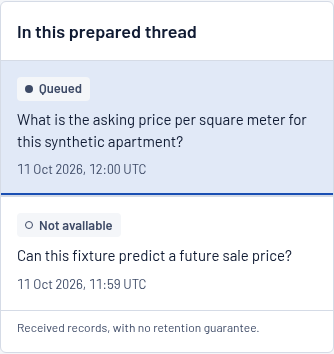 In this prepared thread
Queued
What is the asking price per square meter for
this synthetic apartment?
11 Oct 2026, 12:00 UTC
Not available
Can this fixture predict a future sale price?
11 Oct 2026, 11:59 UTC
Received records, with no retention guarantee.